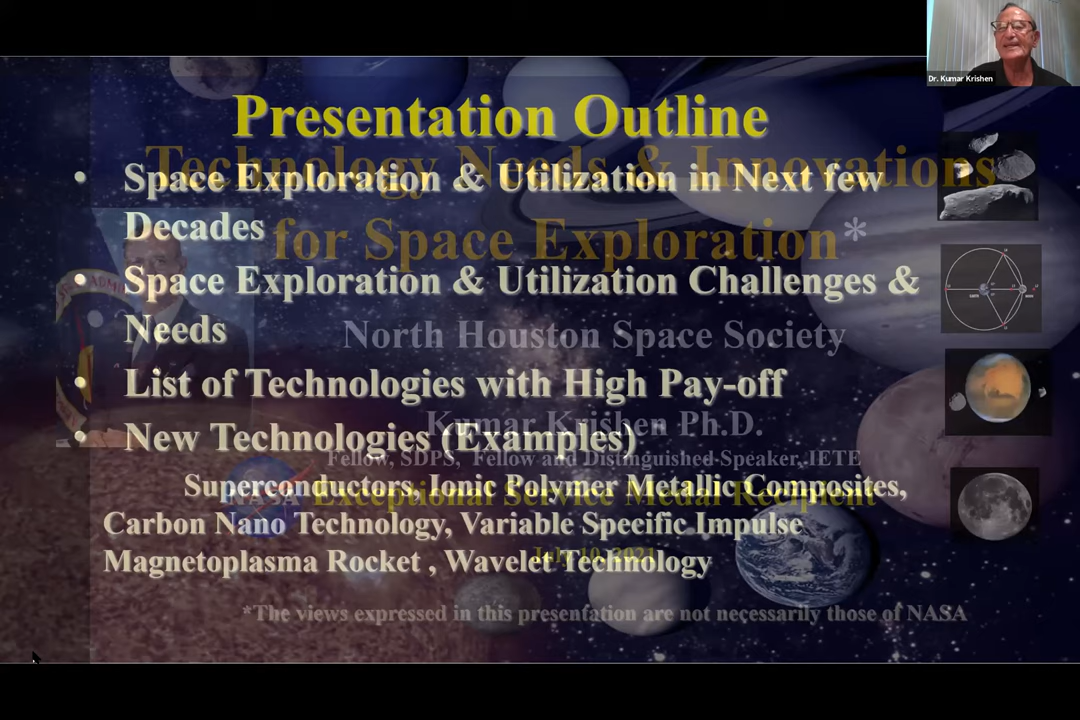 Dr. Kumar Krishen
Presentation Outline
• Space Exploration & Utilization in Next few
Decades
• Space Exploration & Utilization Challenges &
Needs
• List of Technologies with High Pay-off
• New Technologies (Examples)
Superconductors, Ionic Polymer Metallic Composites,
Carbon Nano Technology, Variable Specific Impulse
Magnetoplasma Rocket , Wavelet Technology
Technology Needs & Innovations
for Space Exploration*
North Houston Space Society
Kumar Krishen Ph.D.
Fellow, SDPS, Fellow and Distinguished Speaker, IETE
Exceptional Service Medal Recipient
*The views expressed in this presentation are not necessarily those of NASA